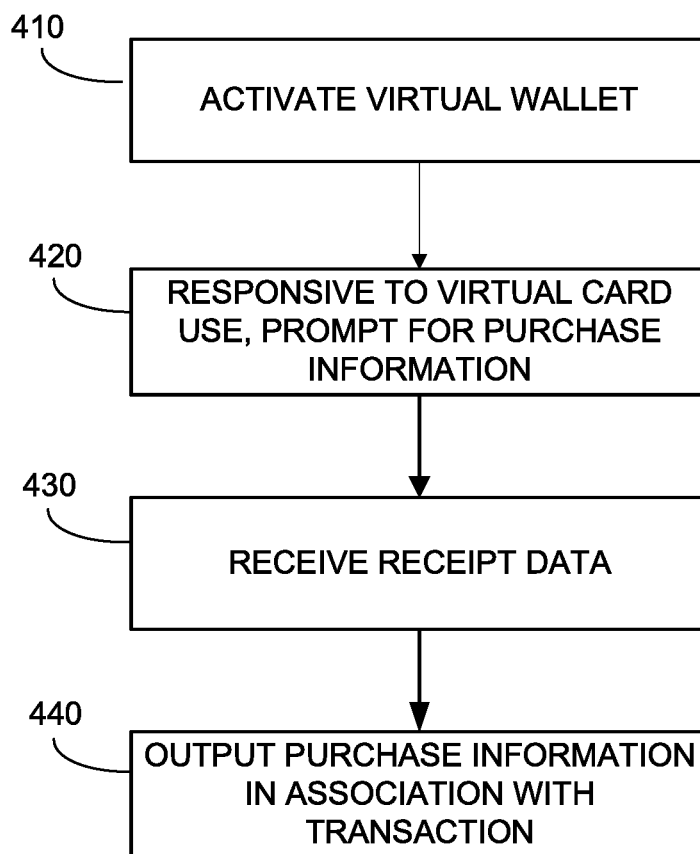 410
ACTIVATE VIRTUAL WALLET
420
RESPONSIVE TO VIRTUAL CARD
USE, PROMPT FOR PURCHASE
INFORMATION
430
RECEIVE RECEIPT DATA
440
OUTPUT PURCHASE INFORMATION
IN ASSOCIATION WITH
TRANSACTION